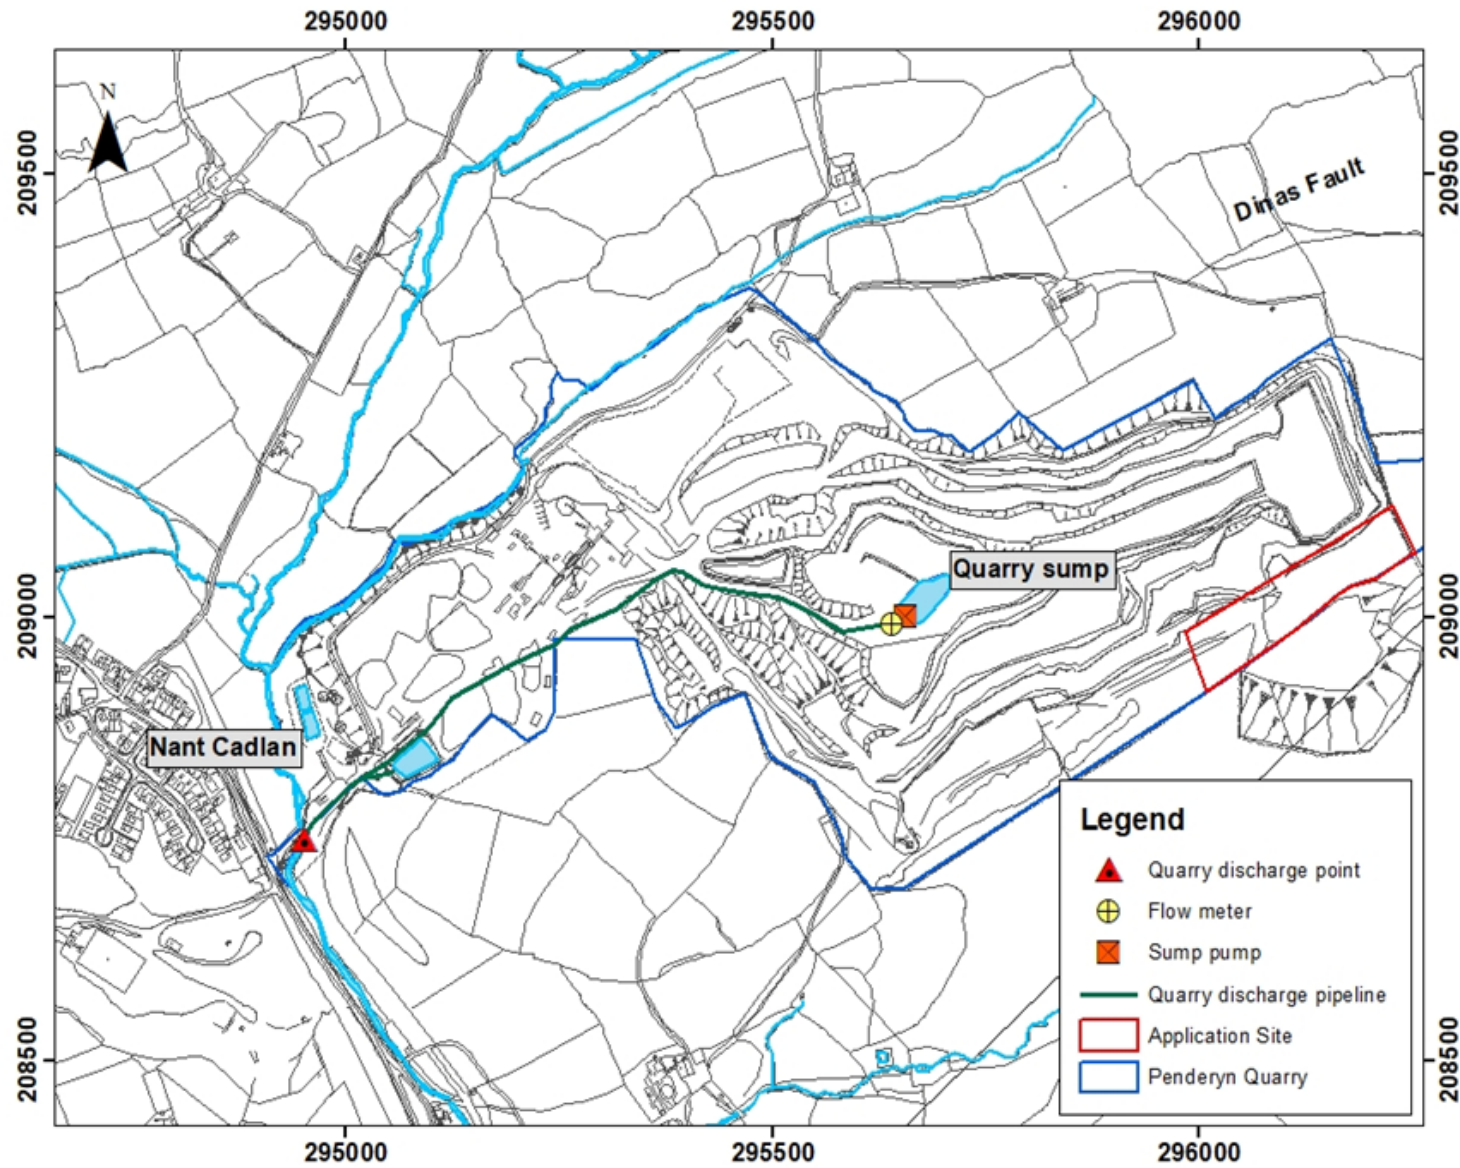 295000 295500 296000
N
209500 209500
Dinas Fault
Quarry sump
209000 209000
Nant Cadlan
Legend
Quarry discharge point
Flow meter
Sump pump
Quarry discharge pipeline
Application Site
Penderyn Quarry
208500 208500
295000 295500 296000